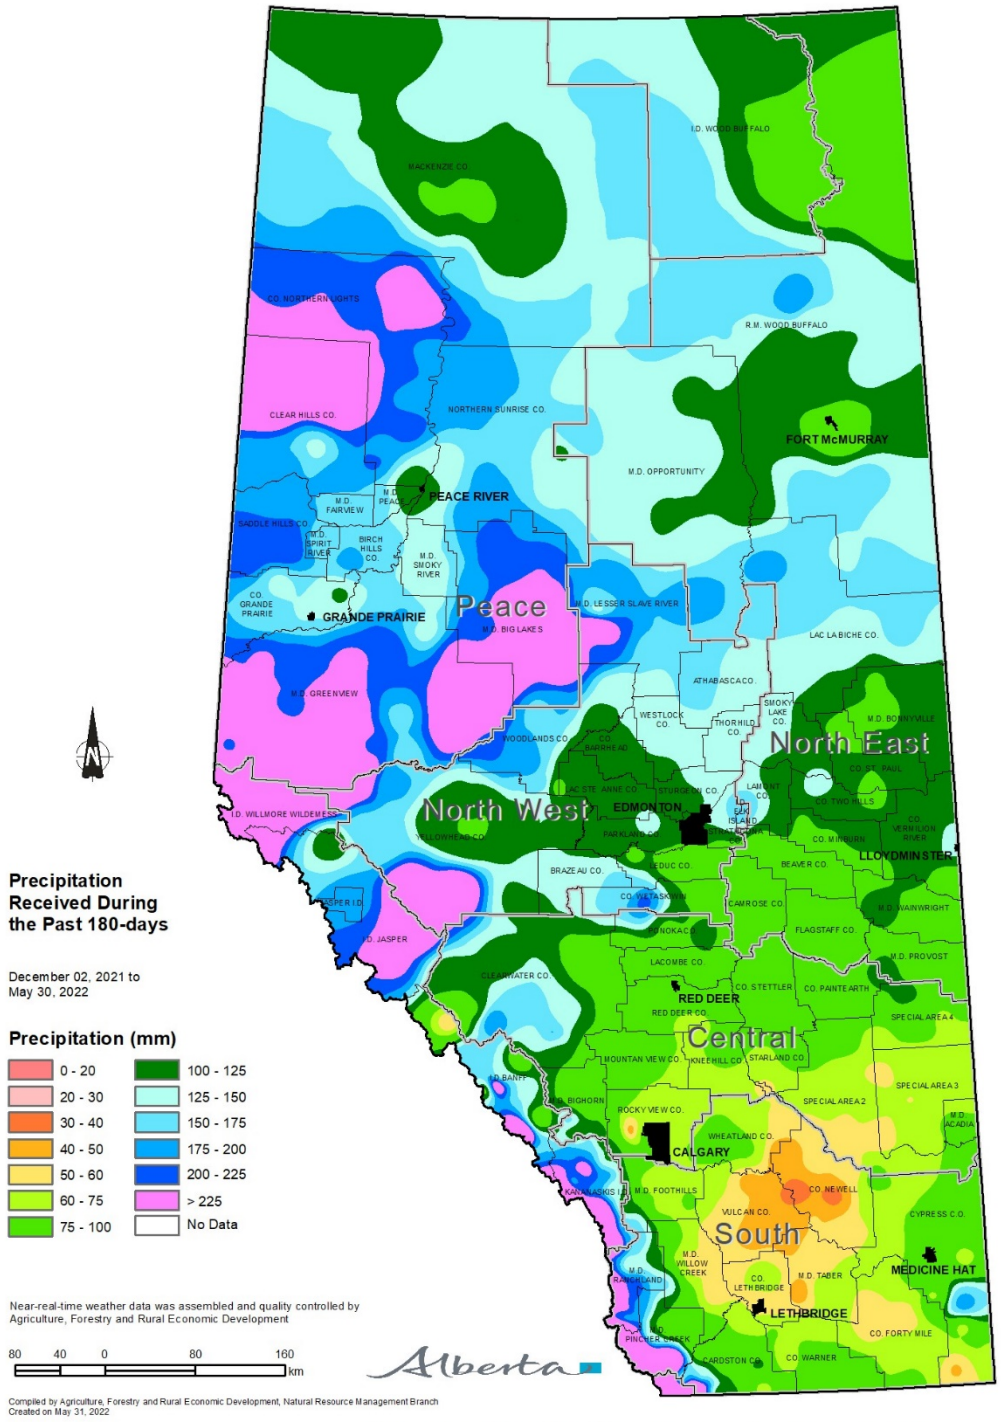 I.D. WOOD BUFFALO
MACKENZIE CO.
CO. NORTHERN LIGHTS
R.M. WOOD BUFFALO
CLEAR HILLS CO.
NORTHERN SUNRISE CO.
FORT McMURRAY
M.D. OPPORTUNITY
M.D.
PEACE
PEACE RIVER
M.D.
FAIRVIEW
SADDLE HILLS CO.
M.D.
SPIRIT
RIVER
BIRCH
HILLS
CO.
M.D.
SMOKY
RIVER
CO.
GRANDE
PRAIRIE
GRANDE PRAIRIE
Peace
M.D. BIG LAKES
M.D. LESSER SLAVE RIVER
LAC LA BICHE CO.
M.D. GREENVIEW
ATHABASCA CO.
WESTLOCK
CO.
THORHILD
CO.
SMOKY
LAKE
CO.
M.D. BONNYVILLE
WOODLANDS CO.
CO.
BARRHEAD
North East
CO. ST. PAUL
LAC STE ANNE CO.
STURGEON CO.
LAMONT
CO.
CO. TWO HILLS
I.D. WILLMORE WILDERNESS
North West
EDMONTON
I.D.
ELK
ISLAND
CO.
VERMILION
RIVER
YELLOWHEAD CO.
PARKLAND CO.
STRATHCONA
CO.
CO. MINBURN
LLOYDMINSTER
BRAZEAU CO.
LEDUC CO.
BEAVER CO.
JASPER I.D.
CO. WETASKIWIN
CAMROSE CO.
M.D. WAINWRIGHT
I.D. JASPER
PONOKA CO.
FLAGSTAFF CO.
M.D. PROVOST
CLEARWATER CO.
LACOMBE CO.
CO. STETTLER
CO. PAINTEARTH
RED DEER
RED DEER CO.
SPECIAL AREA 4
Central
MOUNTAIN VIEW CO.
KNEEHILL CO.
STARLAND CO.
I.D. BANFF
SPECIAL AREA 3
M.D. BIGHORN
ROCKY VIEW CO.
SPECIAL AREA 2
M.D.
ACADIA
WHEATLAND CO.
CALGARY
KANANASKIS I.D.
M.D. FOOTHILLS
CO. NEWELL
VULCAN CO.
CYPRESS C.O.
South
M.D.
WILLOW
CREEK
M.D.
RANCHLAND
CO.
LETHBRIDGE
M.D. TABER
MEDICINE HAT
LETHBRIDGE
M.D.
PINCHER CREEK
CO. FORTY MILE
CARDSTON CO.
CO. WARNER
N
Precipitation
Received During
the Past 180-days
December 02, 2021 to
May 30, 2022
Precipitation (mm)
0 - 20
20 - 30
30 - 40
40 - 50
50 - 60
60 - 75
75 - 100
100 - 125
125 - 150
150 - 175
175 - 200
200 - 225
> 225
No Data
Near-real-time weather data was assembled and quality controlled by
Agriculture, Forestry and Rural Economic Development
80 40 0 80 160
km
Alberta
Compiled by Agriculture, Forestry and Rural Economic Development, Natural Resource Management Branch
Created on May 31, 2022